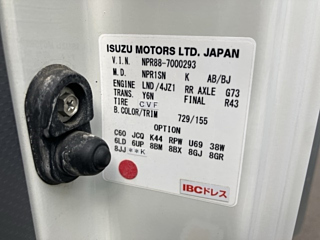 ISUZU MOTORS LTD. JAPAN
V.I.N. NPR88-7000293
M.D. NPR1SN K AB/BJ
ENGINE LND/4JZ1 RR AXLE G73
TRANS. Y6N FINAL R43
TIRE CVF
B.COLOR/TRIM 729/155
OPTION
C60 JCQ K44 RPW U69 38W
6LD 6UP 8BM 8BX 8GJ 8GR
8JJ**K
IBCドレス